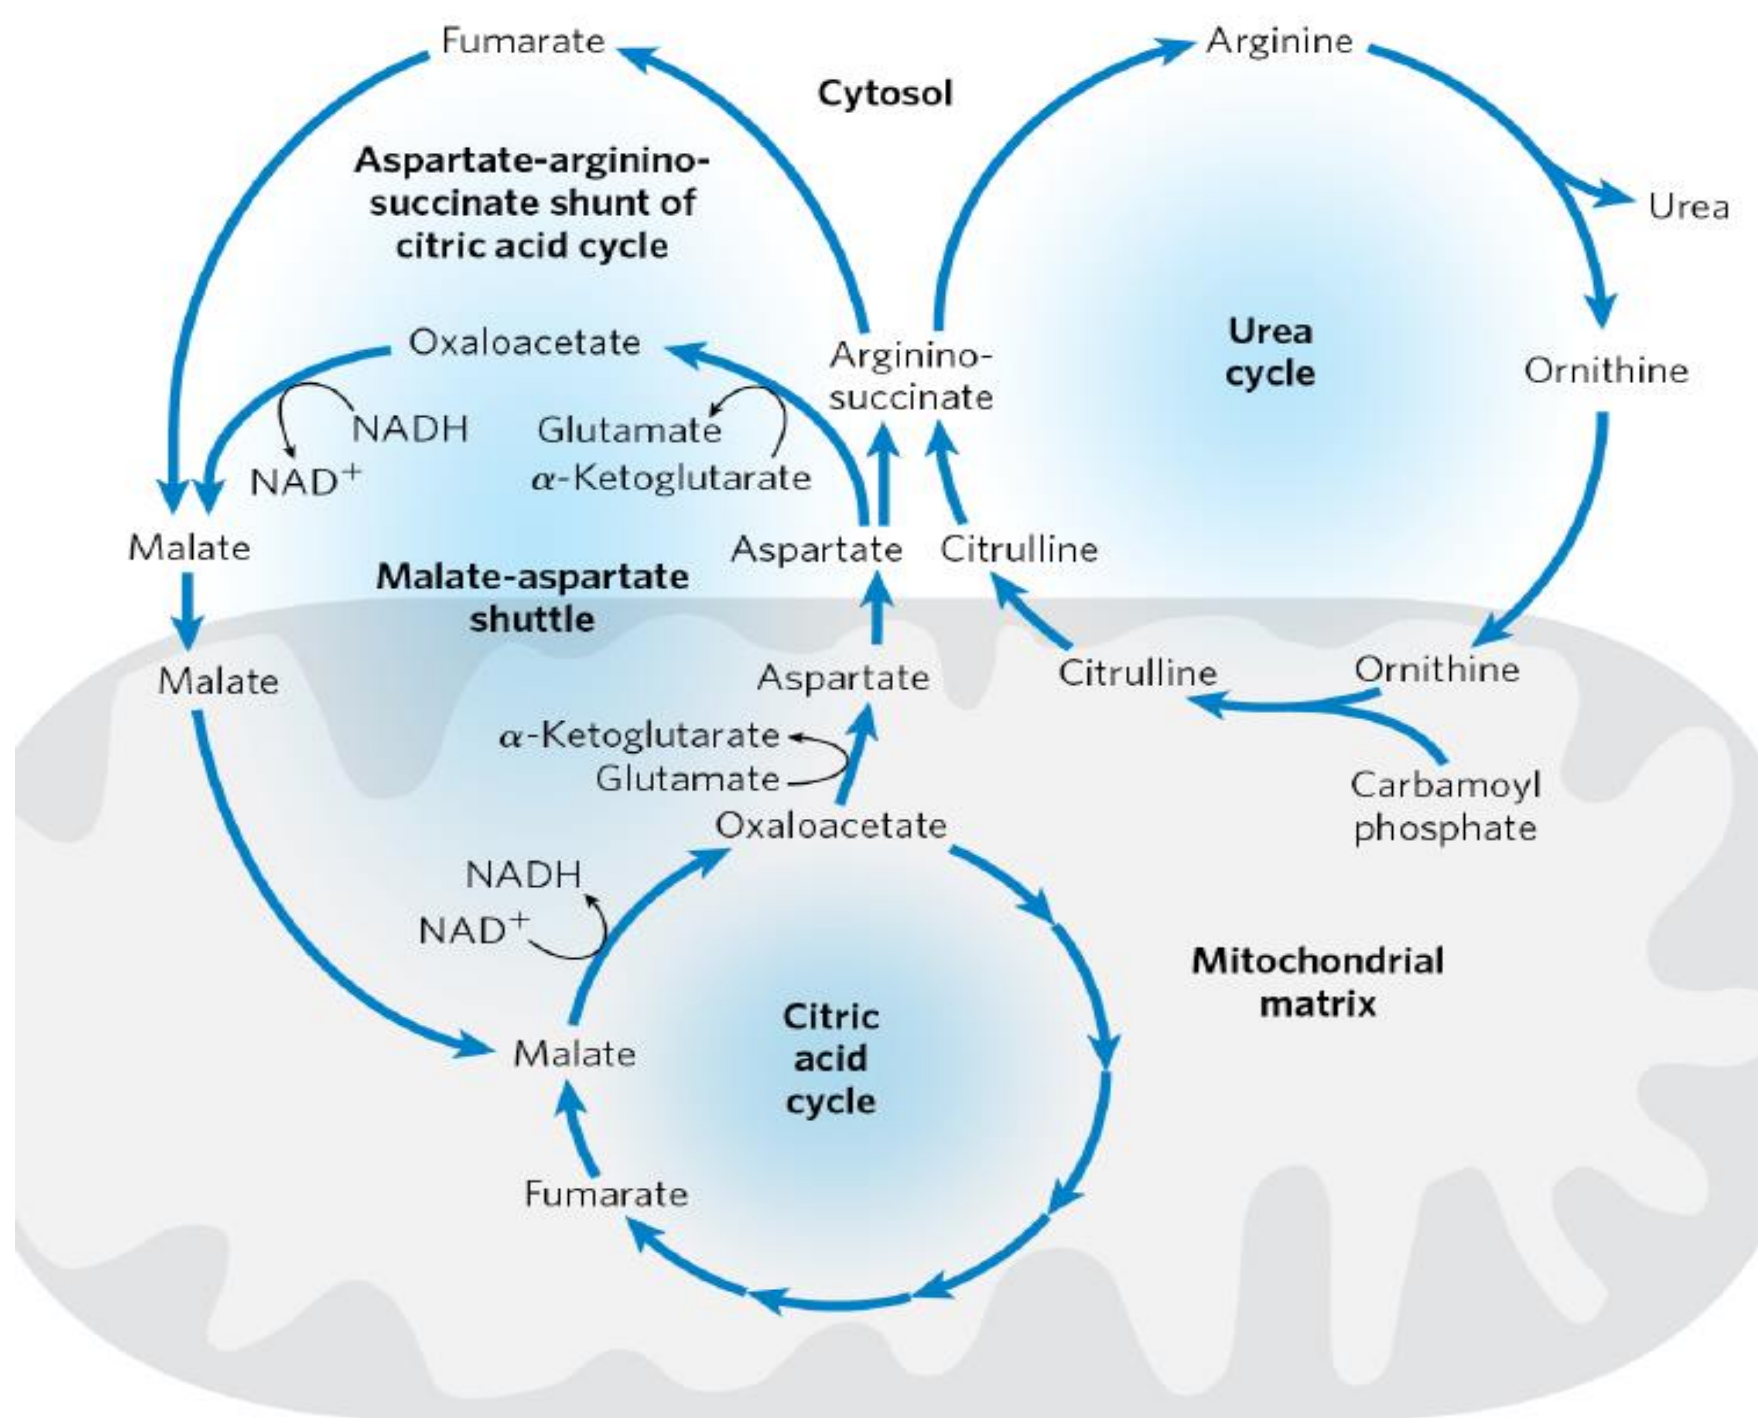 Fumarate
Cytosol
Arginine
Aspartate-arginino-
succinate shunt of
citric acid cycle
Urea
Oxaloacetate
Arginino-
succinate
Urea
cycle
Ornithine
NADH
NAD+
Glutamate
α-Ketoglutarate
Malate
Aspartate
Citrulline
Malate-aspartate
shuttle
Malate
Aspartate
Citrulline
Ornithine
α-Ketoglutarate
Glutamate
Carbamoyl
phosphate
Oxaloacetate
NADH
NAD+
Mitochondrial
matrix
Citric
acid
cycle
Malate
Fumarate